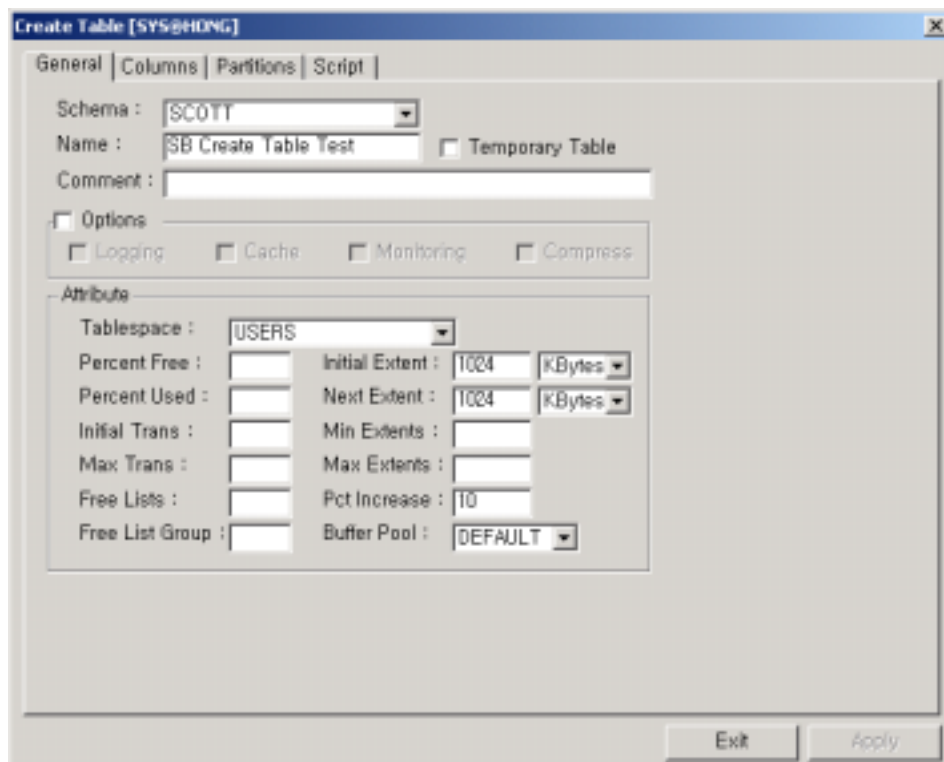 Create Table [SYS@HONG]
General Columns Partitions Script
Schema : SCOTT
Name : SB Create Table Test Temporary Table
Comment :
Options
Logging Cache Monitoring Compress
Attribute
Tablespace : USERS
Percent Free : Initial Extent : 1024 KBytes
Percent Used : Next Extent : 1024 KBytes
Initial Trans : Min Extents :
Max Trans : Max Extents :
Free Lists : Pct Increase : 10
Free List Group : Buffer Pool : DEFAULT
Exit Apply